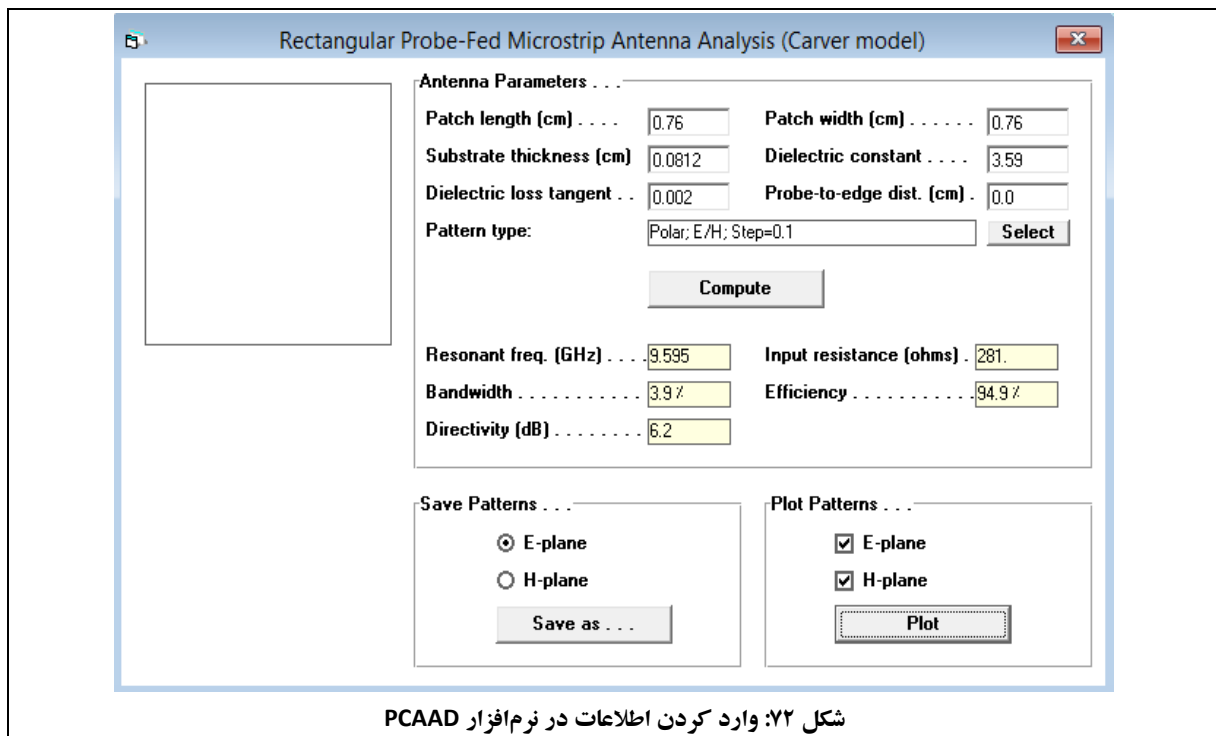 Rectangular Probe-Fed Microstrip Antenna Analysis (Carver model)
Antenna Parameters . . .
Patch length (cm) . . . . 0.76 Patch width (cm) . . . . . . 0.76
Substrate thickness (cm) 0.0812 Dielectric constant . . . . 3.59
Dielectric loss tangent . . 0.002 Probe-to-edge dist. (cm) . 0.0
Pattern type: Polar; E/H; Step=0.1 Select
Compute
Resonant freq. (GHz) . . . . 9.595 Input resistance (ohms) . 281.
Bandwidth . . . . . . . . . . . 3.9 % Efficiency . . . . . . . . . . . 94.9 %
Directivity (dB) . . . . . . . . 6.2
Save Patterns . . . Plot Patterns . . .
E-plane E-plane
H-plane H-plane
Save as . . . Plot
شکل ۷۲: وارد کردن اطلاعات در نرم‌افزار PCAAD